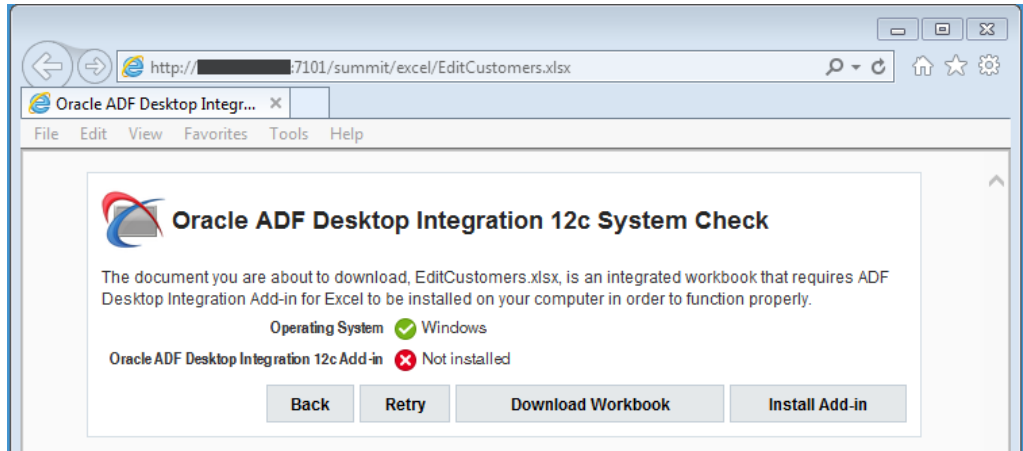 http:// :7101/summit/excel/EditCustomers.xlsx
Oracle ADF Desktop Integr...
File Edit View Favorites Tools Help
Oracle ADF Desktop Integration 12c System Check
The document you are about to download, EditCustomers.xlsx, is an integrated workbook that requires ADF
Desktop Integration Add-in for Excel to be installed on your computer in order to function properly.
Operating System Windows
Oracle ADF Desktop Integration 12c Add-in Not installed
Back Retry Download Workbook Install Add-in